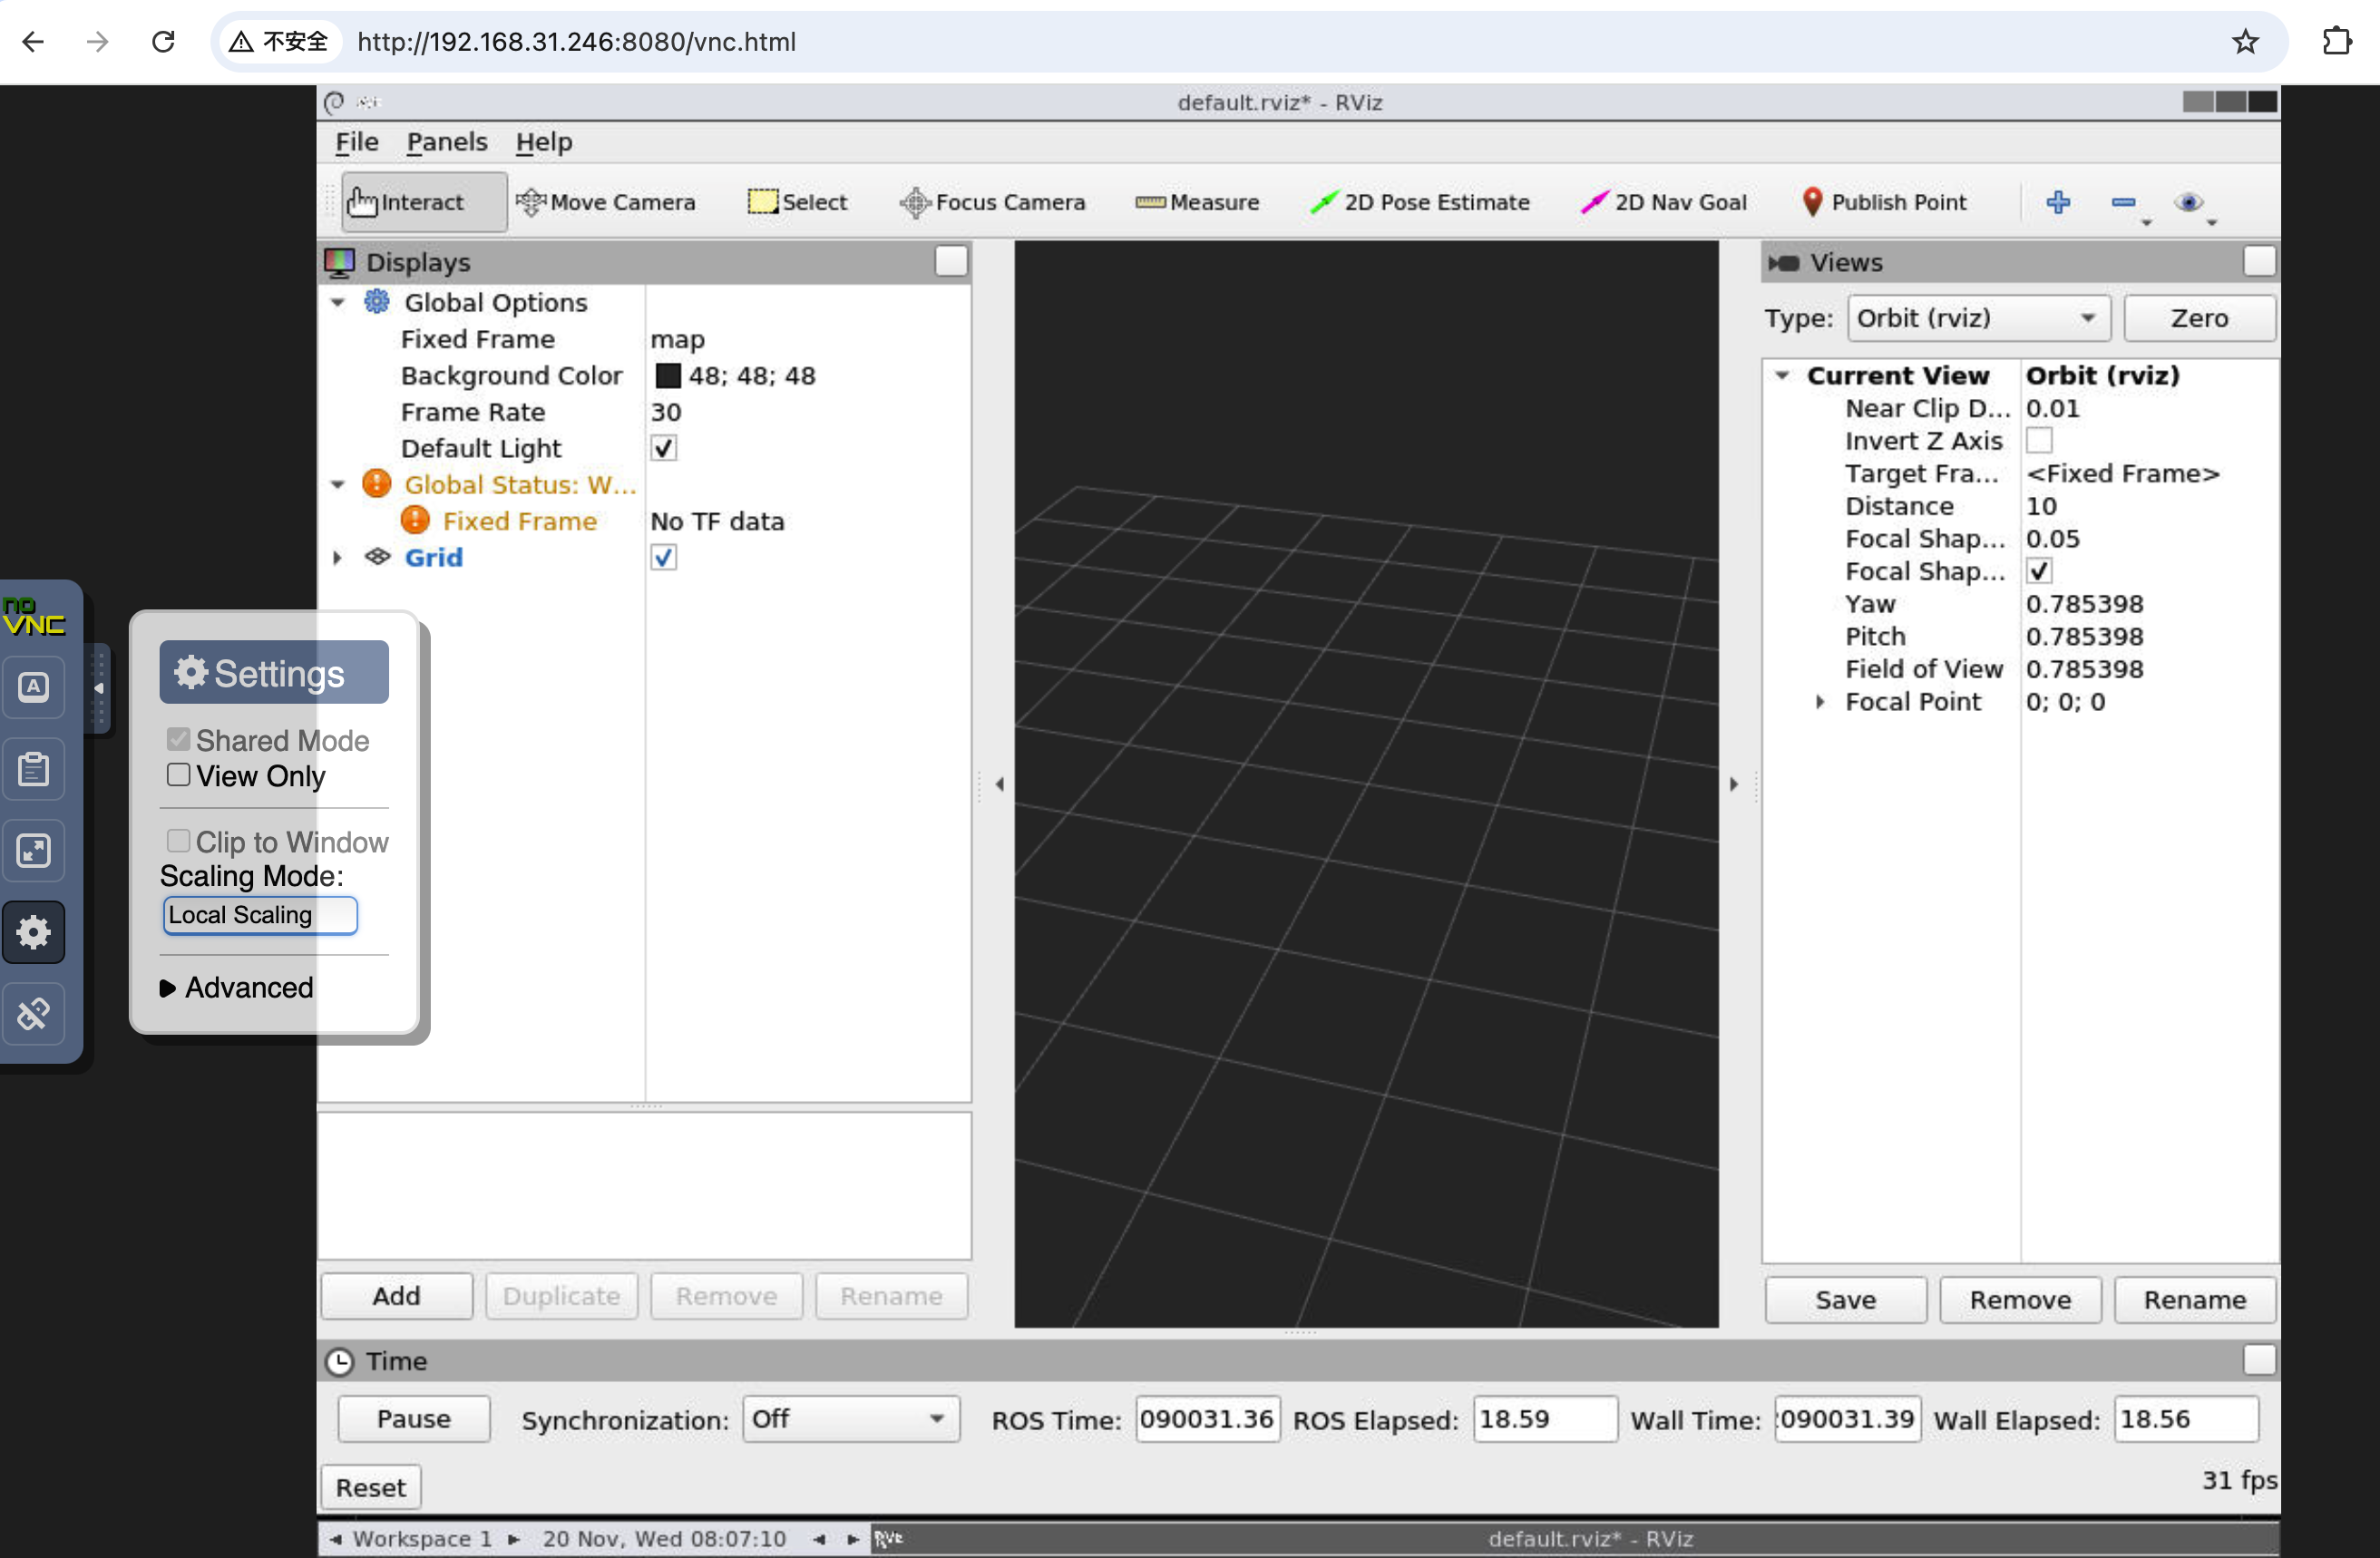 不安全 http://192.168.31.246:8080/vnc.html
default.rviz* - RViz
File Panels Help
Interact Move Camera Select Focus Camera Measure 2D Pose Estimate 2D Nav Goal Publish Point
Displays
Global Options
Fixed Frame map
Background Color 48; 48; 48
Frame Rate 30
Default Light
Global Status: W...
Fixed Frame No TF data
Grid
no
VNC
A
Settings
Shared Mode
View Only
Clip to Window
Scaling Mode:
Local Scaling
Advanced
Add Duplicate Remove Rename
Views
Type: Orbit (rviz) Zero
Current View Orbit (rviz)
Near Clip D... 0.01
Invert Z Axis
Target Fra... <Fixed Frame>
Distance 10
Focal Shap... 0.05
Focal Shap...
Yaw 0.785398
Pitch 0.785398
Field of View 0.785398
Focal Point 0; 0; 0
Save Remove Rename
Time
Pause Synchronization: Off ROS Time: 090031.36 ROS Elapsed: 18.59 Wall Time: 090031.39 Wall Elapsed: 18.56
Reset 31 fps
Workspace 1 20 Nov, Wed 08:07:10 default.rviz* - RViz